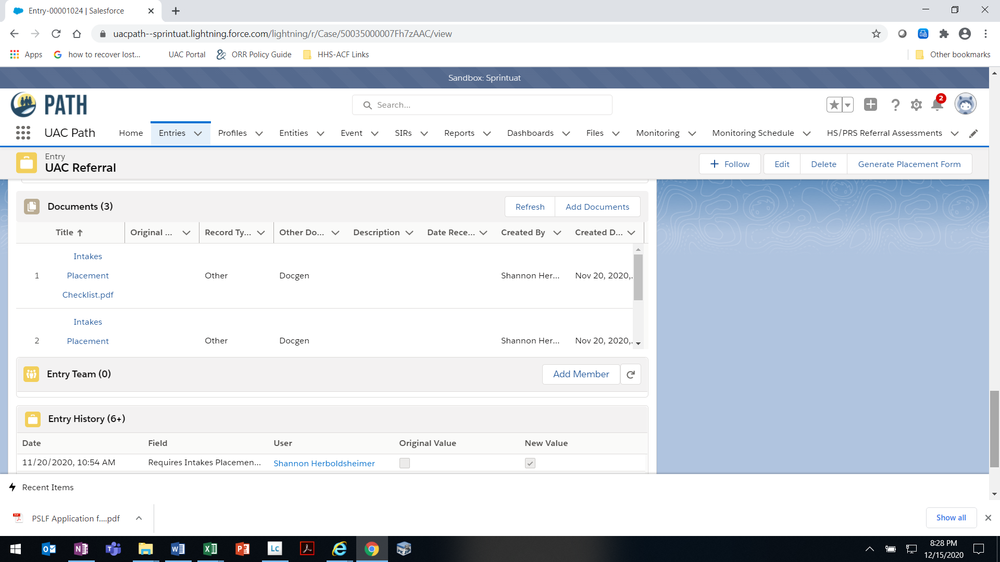 Entry-00001024 | Salesforce
uacpath--sprintuat.lightning.force.com/lightning/r/Case/50035000007Fh7zAAC/view
Apps how to recover lost... UAC Portal ORR Policy Guide HHS-ACF Links Other bookmarks
Sandbox: Sprintuat
PATH Search... 2
UAC Path Home Entries Profiles Entities Event SIRs Reports Dashboards Files Monitoring Monitoring Schedule HS/PRS Referral Assessments
Entry
UAC Referral
Follow Edit Delete Generate Placement Form
Documents (3) Refresh Add Documents
Title Original ... Record Ty... Other Do... Description Date Rece... Created By Created D...
Intakes
1 Placement Other Docgen Shannon Her... Nov 20, 2020,.
Checklist.pdf
Intakes
2 Placement Other Docgen Shannon Her... Nov 20, 2020,.
Entry Team (0) Add Member
Entry History (6+)
Date Field User Original Value New Value
11/20/2020, 10:54 AM Requires Intakes Placemen... Shannon Herboldsheimer
Recent Items
PSLF Application f....pdf Show all
Lc
8:28 PM
12/15/2020